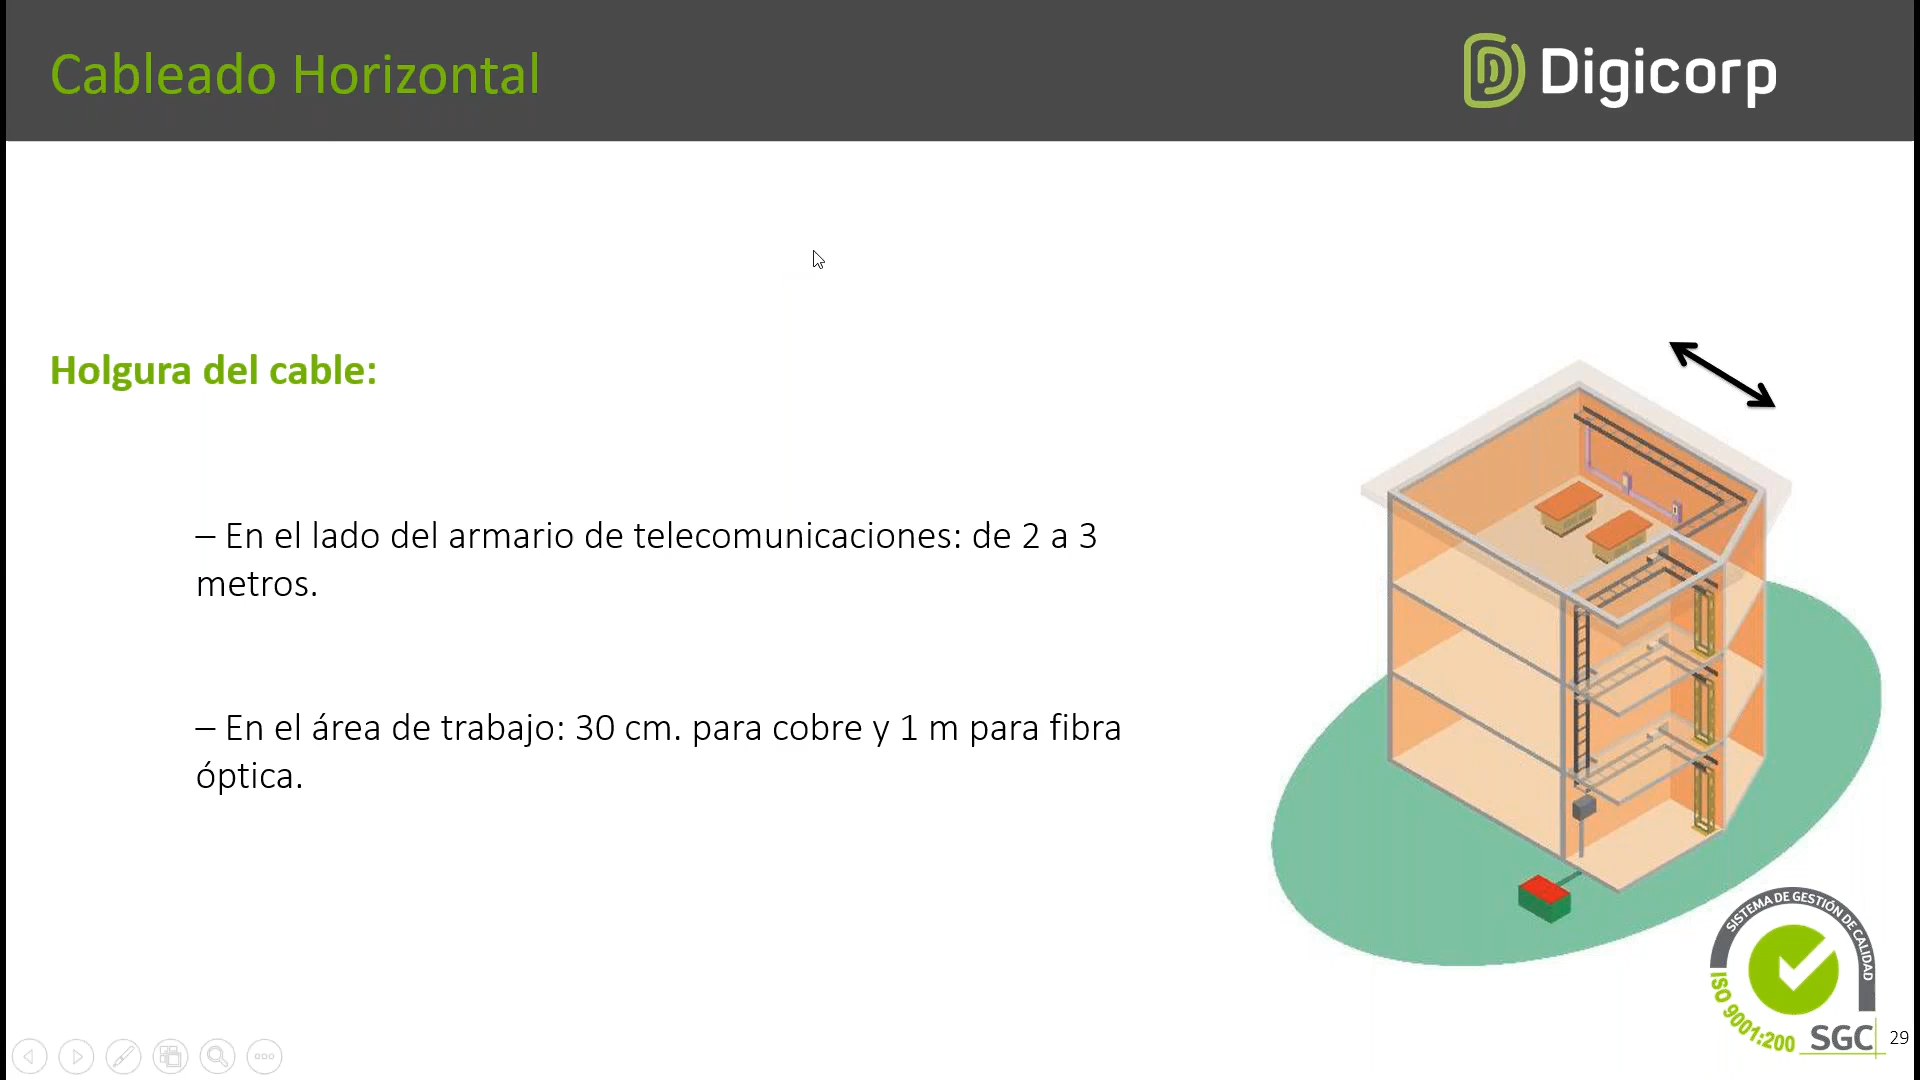 Cableado Horizontal
Digicorp
Holgura del cable:
– En el lado del armario de telecomunicaciones: de 2 a 3
metros.
– En el área de trabajo: 30 cm. para cobre y 1 m para fibra
óptica.
SISTEMA DE GESTIÓN DE CALIDAD
ISO 9001:200
SGC
29